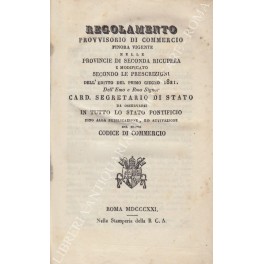 REGOLAMENTO
PROVVISORIO DI COMMERCIO
FINORA VIGENTE
NELLE
PROVINCIE DI SECONDA RICUPERA
E MODIFICATO
SECONDO LE PRESCRIZIONI
DELL'EDITTO DEL PRIMO GIUGNO 1821,
Dell' Emo e Rmo Signor
CARD. SEGRETARIO DI STATO
DA OSSERVARSI
IN TUTTO LO STATO PONTIFICIO
FINO ALLA PUBBLICAZIONE, ED ATTIVAZIONE
DEL NUOVO
CODICE DI COMMERCIO
ROMA MDCCCXXI.
Nella Stamperia della R. C. A.